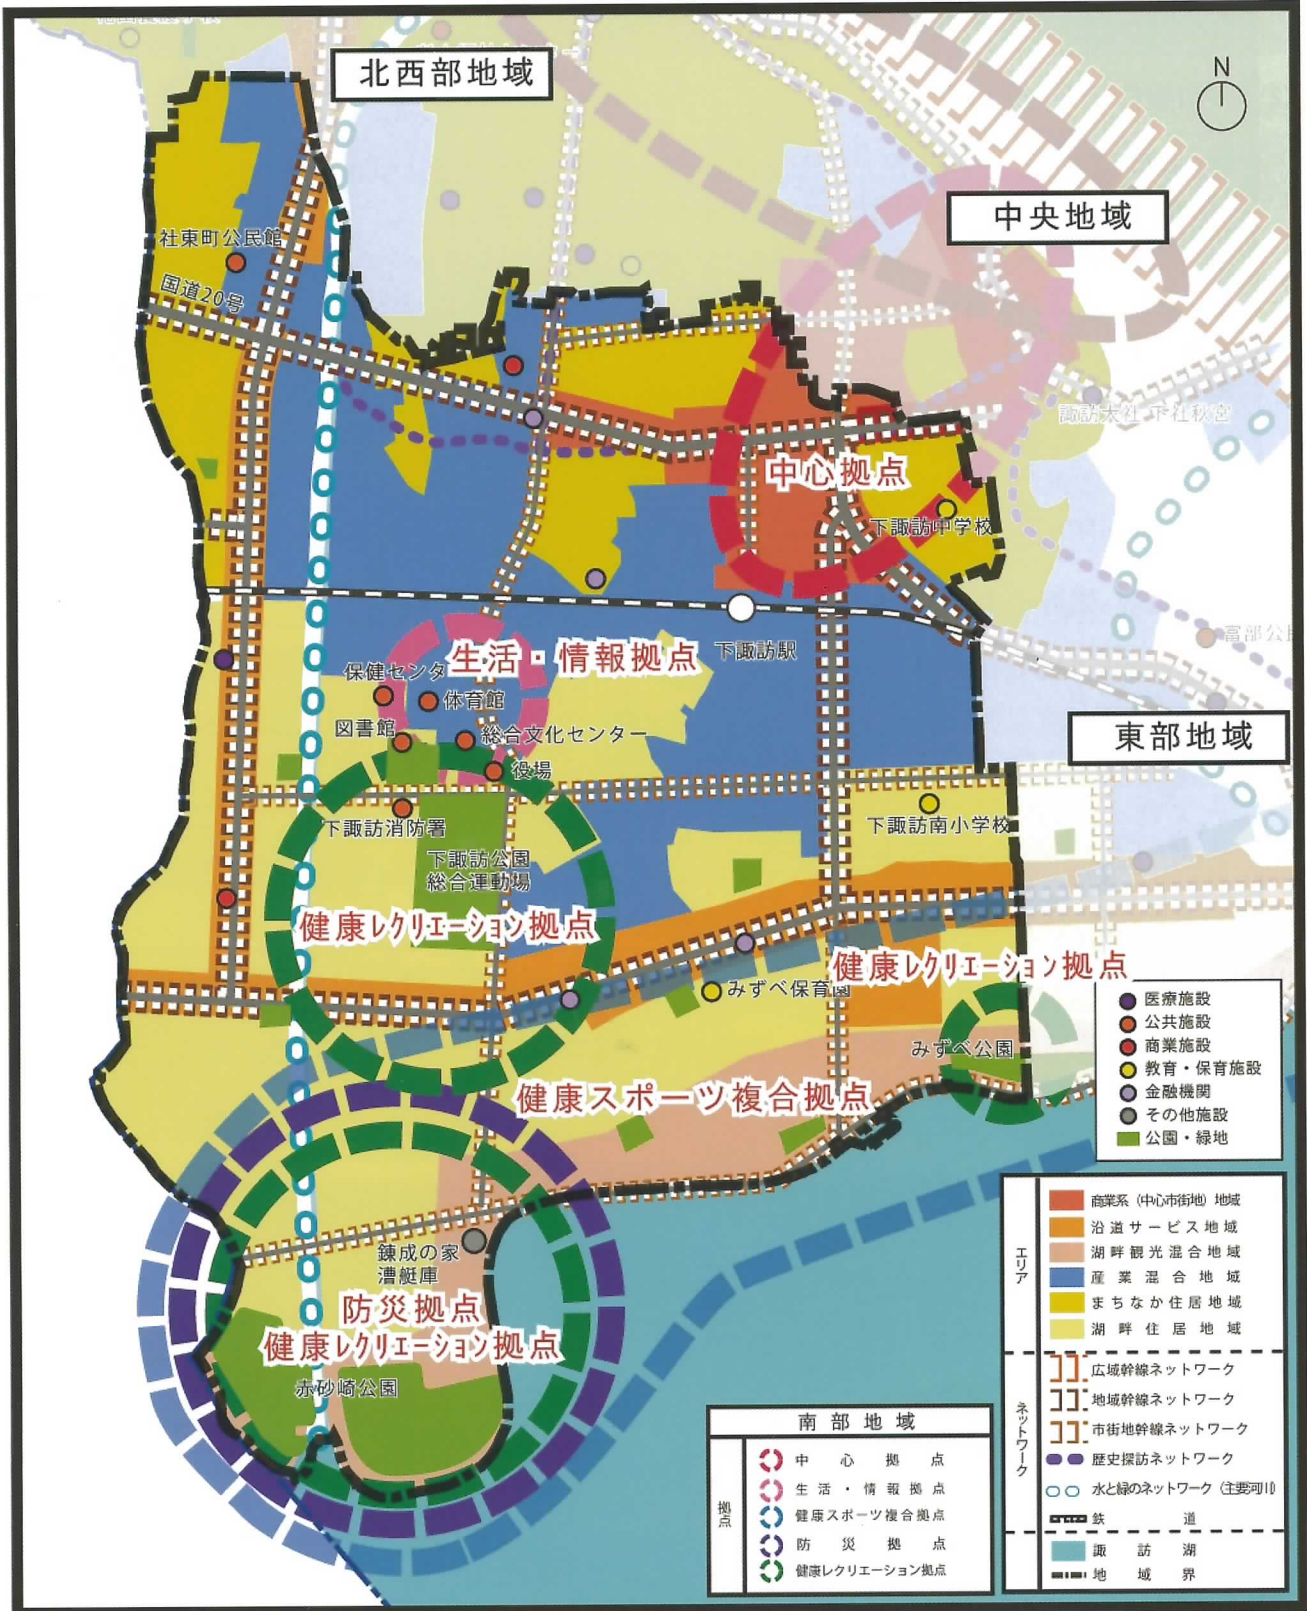 北西部地域
N
中央地域
社東町公民館
国道20号
諏訪大社 下社秋宮
中心拠点
下諏訪中学校
生活・情報拠点
下諏訪駅
保健センタ
体育館
図書館
総合文化センター
役場
東部地域
下諏訪消防署
下諏訪南小学校
下諏訪公園
総合運動場
健康レクリエーション拠点
健康レクリエーション拠点
みずべ保育園
みずべ公園
健康スポーツ複合拠点
医療施設
公共施設
商業施設
教育・保育施設
金融機関
その他施設
公園・緑地
錬成の家
漕艇庫
防災拠点
健康レクリエーション拠点
赤砂崎公園
エリア
商業系（中心市街地）地域
沿道サービス地域
湖畔観光混合地域
産業混合地域
まちなか住居地域
湖畔住居地域
ネットワーク
広域幹線ネットワーク
地域幹線ネットワーク
市街地幹線ネットワーク
歴史探訪ネットワーク
水と緑のネットワーク（主要河川）
鉄道
諏訪湖
地域界
南部地域
拠点
中心拠点
生活・情報拠点
健康スポーツ複合拠点
防災拠点
健康レクリエーション拠点